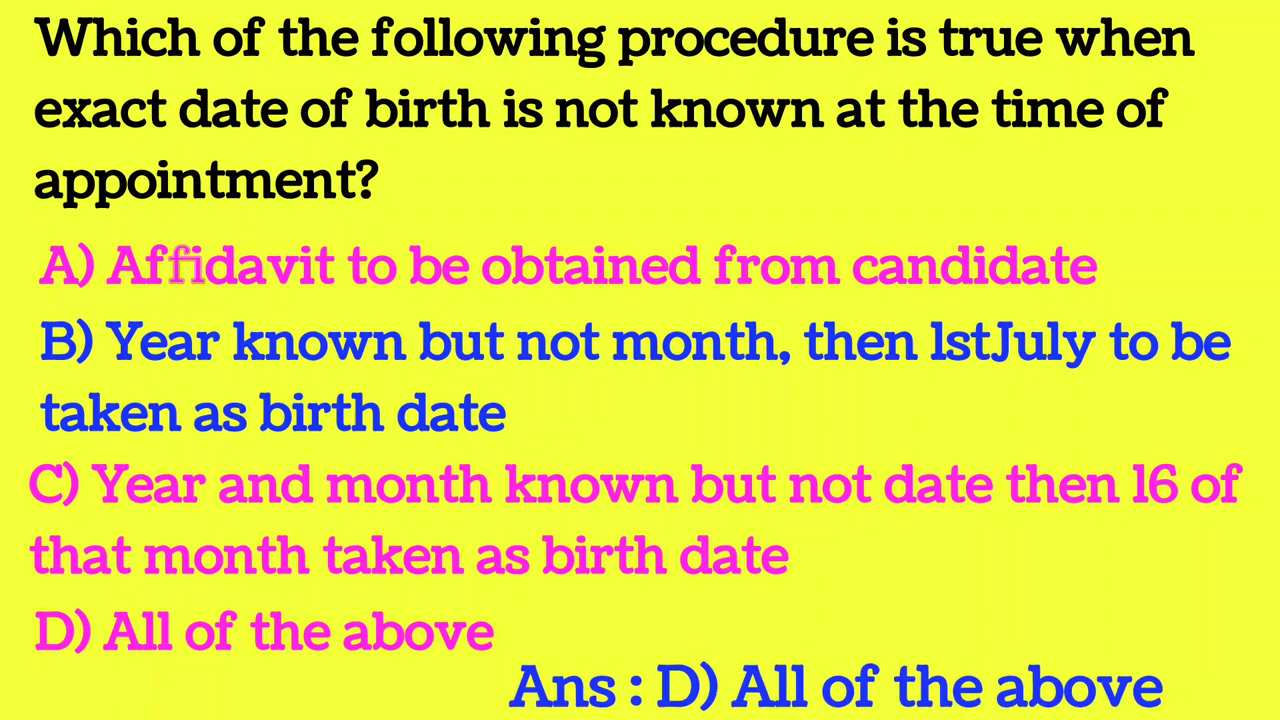 Which of the following procedure is true when
exact date of birth is not known at the time of
appointment?
A) Affidavit to be obtained from candidate
B) Year known but not month, then 1stJuly to be
taken as birth date
C) Year and month known but not date then 16 of
that month taken as birth date
D) All of the above
Ans : D) All of the above